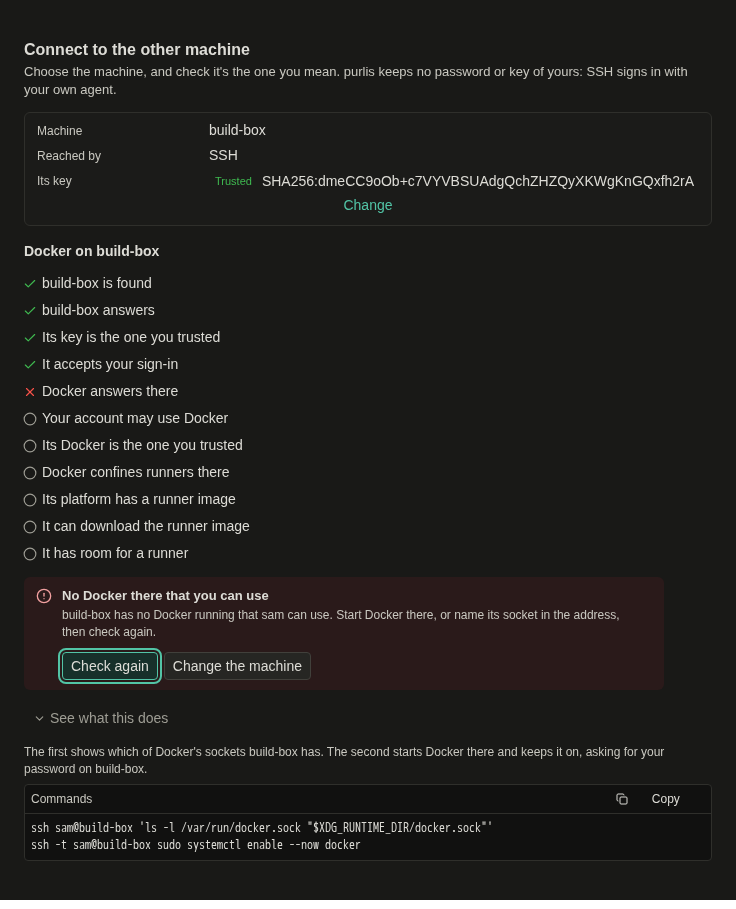 Connect to the other machine
Choose the machine, and check it's the one you mean. purlis keeps no password or key of yours: SSH signs in with
your own agent.
Machine build-box
Reached by SSH
Its key Trusted SHA256:dmeCC9oOb+c7VYVBSUAdgQchZHZQyXKWgKnGQxfh2rA
Change
Docker on build-box
build-box is found
build-box answers
Its key is the one you trusted
It accepts your sign-in
Docker answers there
Your account may use Docker
Its Docker is the one you trusted
Docker confines runners there
Its platform has a runner image
It can download the runner image
It has room for a runner
No Docker there that you can use
build-box has no Docker running that sam can use. Start Docker there, or name its socket in the address,
then check again.
Check again Change the machine
See what this does
The first shows which of Docker's sockets build-box has. The second starts Docker there and keeps it on, asking for your
password on build-box.
Commands Copy
ssh sam@build-box 'ls -l /var/run/docker.sock "$XDG_RUNTIME_DIR/docker.sock"'
ssh -t sam@build-box sudo systemctl enable --now docker